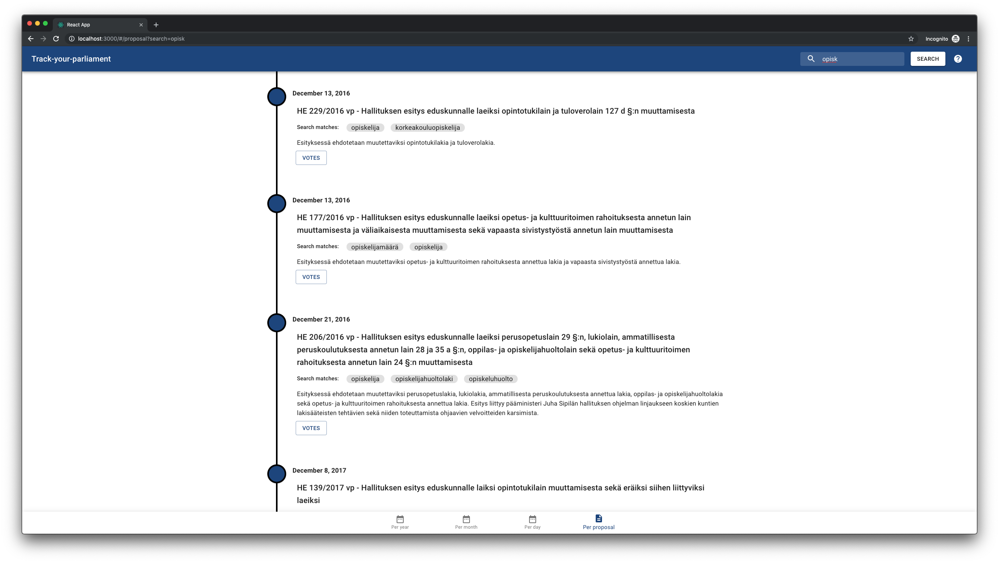 React App
localhost:3000/#/proposal?search=opisk
Incognito
Track-your-parliament
opisk
SEARCH
December 13, 2016
HE 229/2016 vp - Hallituksen esitys eduskunnalle laeiksi opintotukilain ja tuloverolain 127 d §:n muuttamisesta
Search matches: opiskelija korkeakouluopiskelija
Esityksessä ehdotetaan muutettaviksi opintotukilakia ja tuloverolakia.
VOTES
December 13, 2016
HE 177/2016 vp - Hallituksen esitys eduskunnalle laeiksi opetus- ja kulttuuritoimen rahoituksesta annetun lain
muuttamisesta ja väliaikaisesta muuttamisesta sekä vapaasta sivistystyöstä annetun lain muuttamisesta
Search matches: opiskelijamäärä opiskelija
Esityksessä ehdotetaan muutettaviksi opetus- ja kulttuuritoimen rahoituksesta annettua lakia ja vapaasta sivistystyöstä annettua lakia.
VOTES
December 21, 2016
HE 206/2016 vp - Hallituksen esitys eduskunnalle laeiksi perusopetuslain 29 §:n, lukiolain, ammatillisesta
peruskoulutuksesta annetun lain 28 ja 35 a §:n, oppilas- ja opiskelijahuoltolain sekä opetus- ja kulttuuritoimen
rahoituksesta annetun lain 24 §:n muuttamisesta
Search matches: opiskelija opiskelijahuoltolaki opiskeluhuolto
Esityksessä ehdotetaan muutettaviksi perusopetuslakia, lukiolakia, ammatillisesta peruskoulutuksesta annettua lakia, oppilas- ja opiskelijahuoltolakia
sekä opetus- ja kulttuuritoimen rahoituksesta annettua lakia. Esitys liittyy pääministeri Juha Sipilän hallituksen ohjelman linjaukseen koskien kuntien
lakisääteisten tehtävien sekä niiden toteuttamista ohjaavien velvoitteiden karsimista.
VOTES
December 8, 2017
HE 139/2017 vp - Hallituksen esitys eduskunnalle laiksi opintotukilain muuttamisesta sekä eräiksi siihen liittyviksi
laeiksi
Per year
Per month
Per day
Per proposal